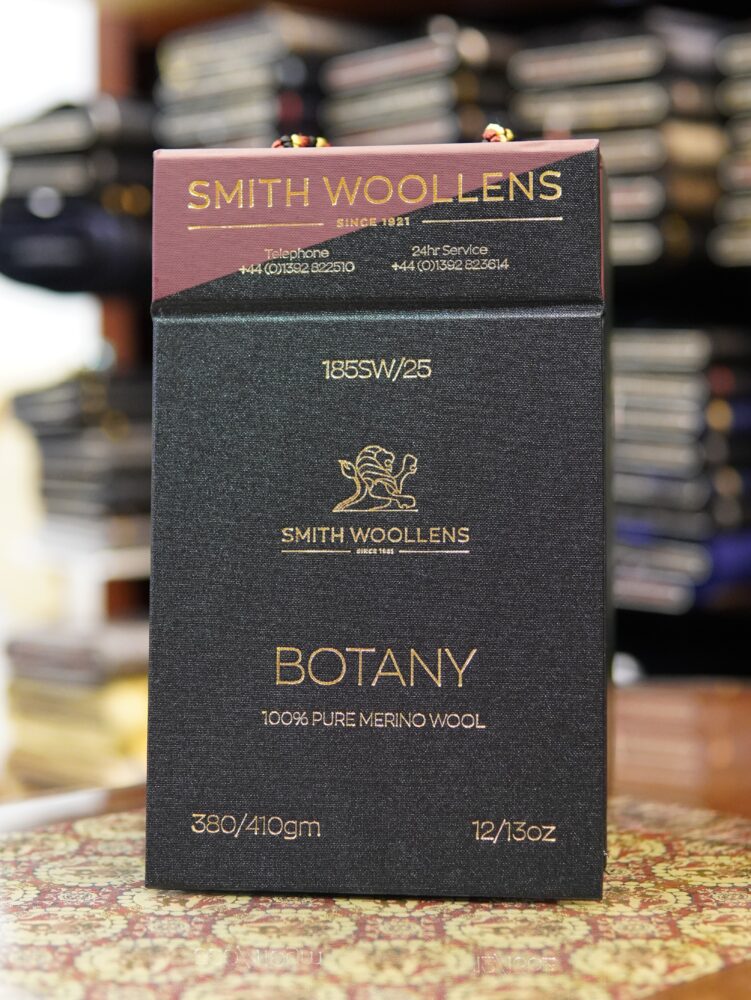 SMITH WOOLLENS
SINCE 1921
Telephone 24hr Service
+44 (0)1392 822510 +44 (0)1392 823614
185SW/25
SMITH WOOLLENS
SINCE 1921
BOTANY
100% PURE MERINO WOOL
380/410gm 12/13oz